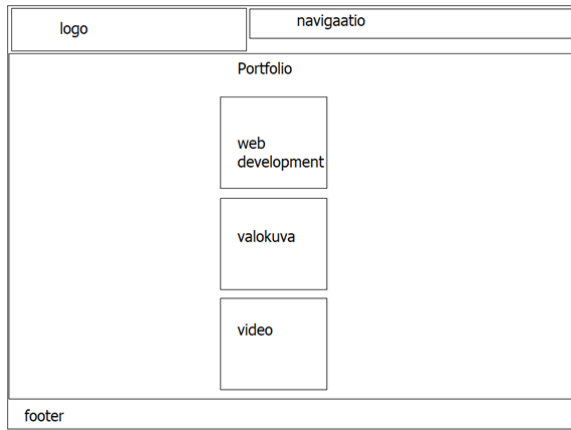 logo
navigaatio
Portfolio
web
development
valokuva
video
footer